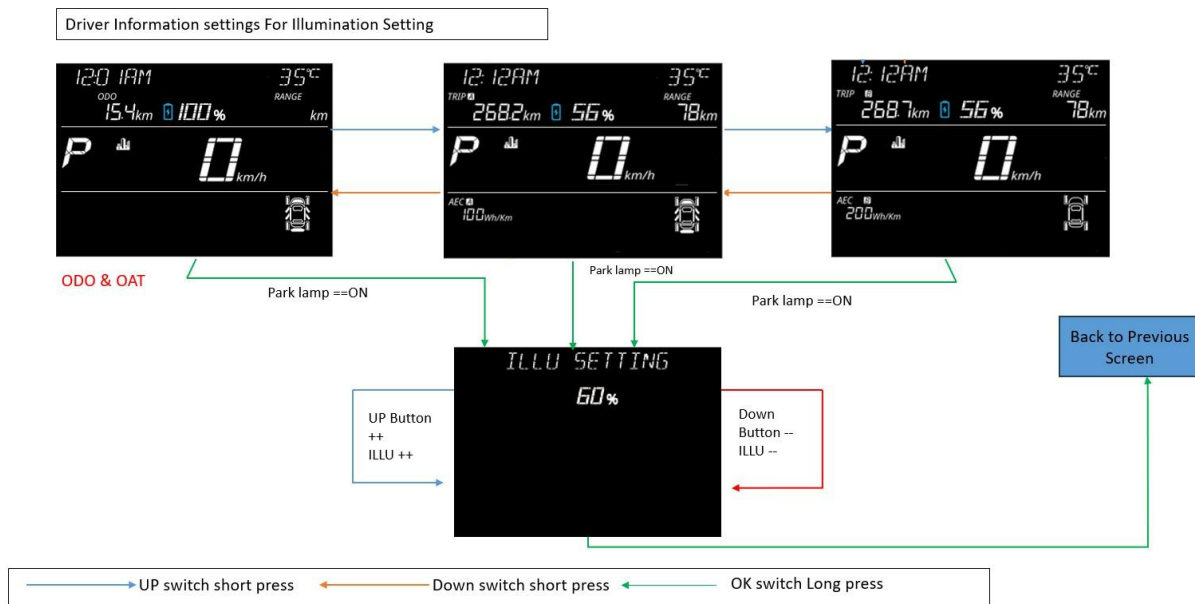 Driver Information settings For Illumination Setting
12:01AM 35°C
ODO RANGE
15.4km 100% km
P 0 km/h
12:12AM 35°C
TRIP A RANGE
268.2km 56% 78km
P 0 km/h
AEC A
100Wh/Km
12:12AM 35°C
TRIP B RANGE
268.7km 56% 78km
P 0 km/h
AEC B
200Wh/Km
ODO & OAT
Park lamp ==ON
Park lamp ==ON
Park lamp ==ON
ILLU SETTING
60%
UP Button
++
ILLU ++
Down
Button --
ILLU --
Back to Previous
Screen
UP switch short press Down switch short press OK switch Long press